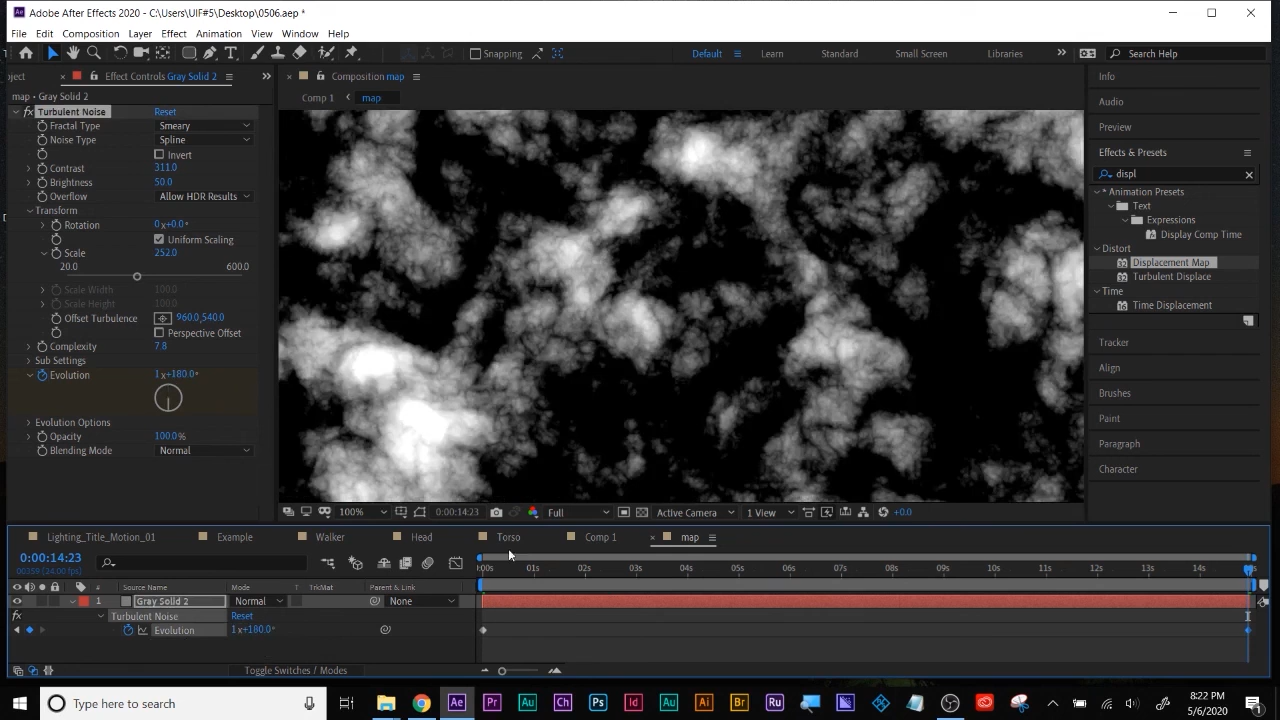 Adobe After Effects 2020 - C:\Users\UIF#5\Desktop\0506.aep *
File Edit Composition Layer Effect Animation View Window Help
Snapping Default Learn Standard Small Screen Libraries Search Help
oject Effect Controls Gray Solid 2 Composition map Info
map • Gray Solid 2 Comp 1 map Audio
Turbulent Noise Reset
Fractal Type Smeary Preview
Noise Type Spline
Invert Effects & Presets
Contrast 311.0 displ
Brightness 50.0
Overflow Allow HDR Results * Animation Presets
Transform Text
Rotation 0x+0.0° Expressions
Uniform Scaling Display Comp Time
Scale 252.0 Distort
20.0 600.0 Displacement Map
Turbulent Displace
Scale Width 100.0 Time
Scale Height 100.0 Time Displacement
Offset Turbulence 960.0,540.0
Perspective Offset
Complexity 7.8 Tracker
Sub Settings Align
Evolution 1x+180.0° Brushes
Evolution Options Paint
Opacity 100.0% Paragraph
Blending Mode Normal Character
100% 0:00:14:23 Full Active Camera 1 View +0.0
Lighting_Title_Motion_01 Example Walker Head Torso Comp 1 map
0:00:14:23
00359 (24.00 fps)
:00s 01s 02s 03s 04s 05s 06s 07s 08s 09s 10s 11s 12s 13s 14s
# Source Name Mode T TrkMat Parent & Link
1 Gray Solid 2 Normal None
Turbulent Noise Reset
Evolution 1x+180.0°
Toggle Switches / Modes
Type here to search
8:22 PM
5/6/2020